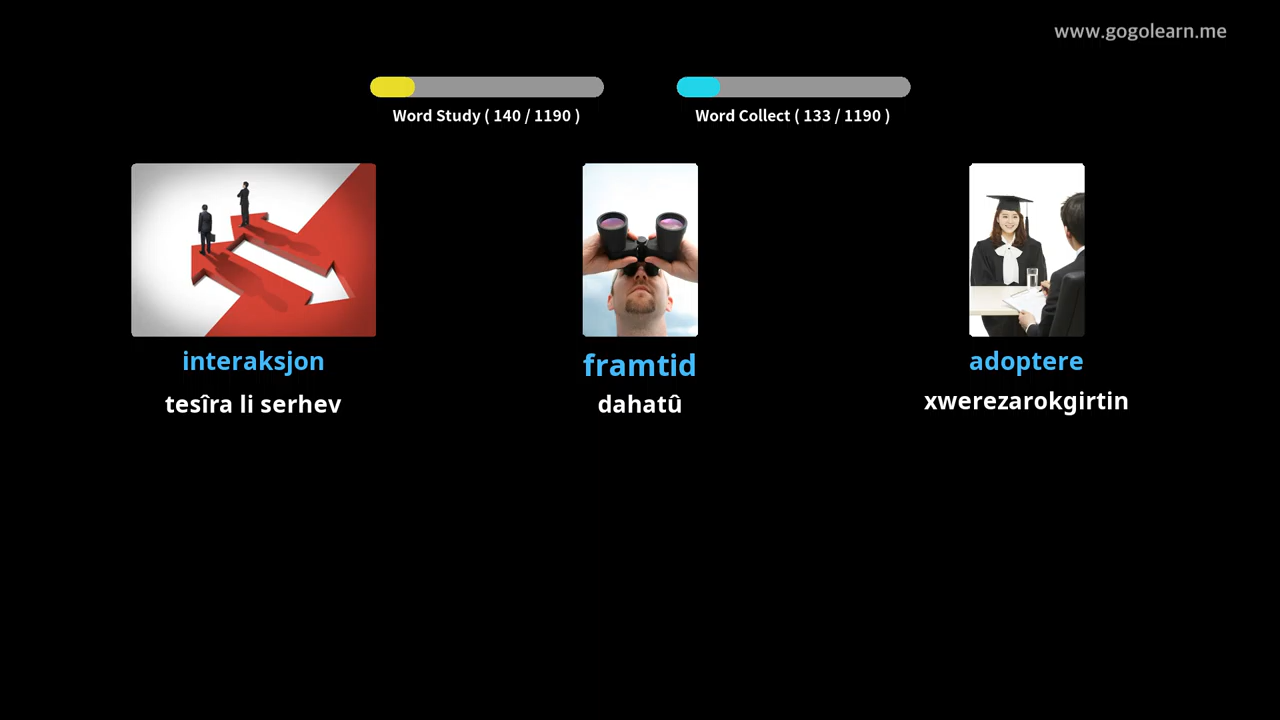 www.gogolearn.me
Word Study ( 140 / 1190 )
Word Collect ( 133 / 1190 )
interaksjon
framtid
adoptere
tesîra li serhev
dahatû
xwerezarokgirtin